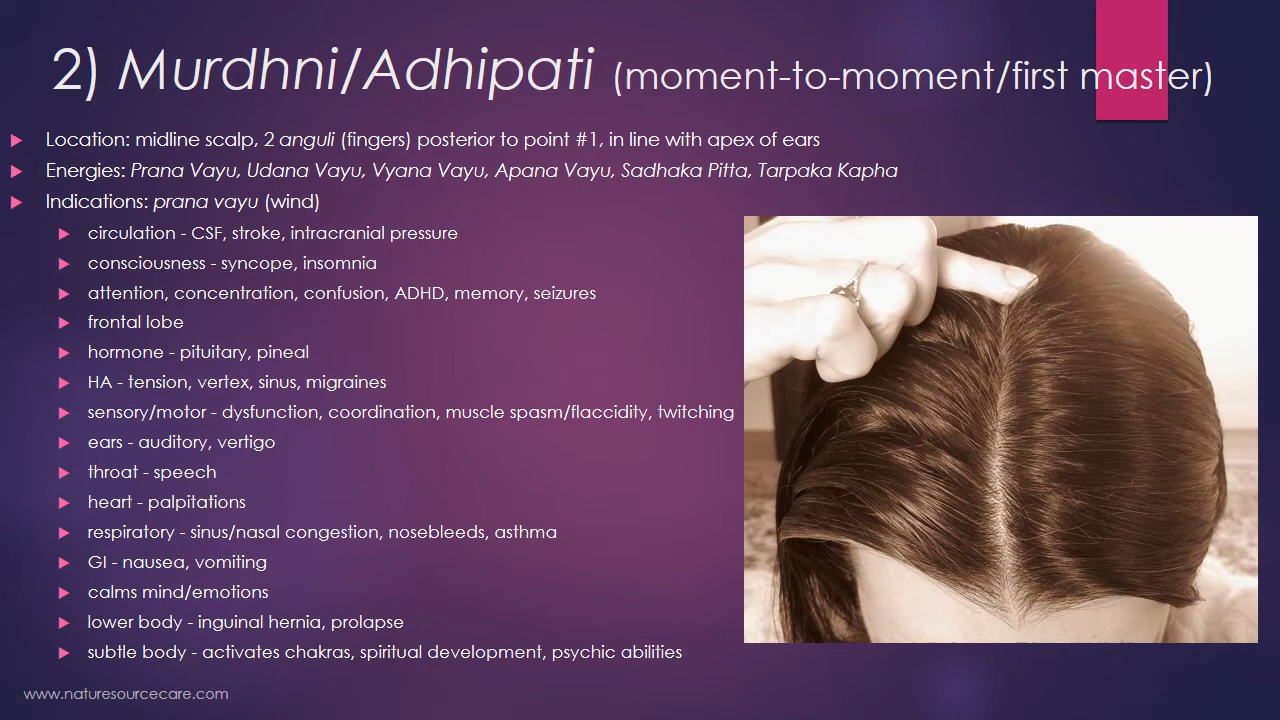 2) Murdhni/Adhipati (moment-to-moment/first master)
Location: midline scalp, 2 anguli (fingers) posterior to point #1, in line with apex of ears
Energies: Prana Vayu, Udana Vayu, Vyana Vayu, Apana Vayu, Sadhaka Pitta, Tarpaka Kapha
Indications: prana vayu (wind)
circulation - CSF, stroke, intracranial pressure
consciousness - syncope, insomnia
attention, concentration, confusion, ADHD, memory, seizures
frontal lobe
hormone - pituitary, pineal
HA - tension, vertex, sinus, migraines
sensory/motor - dysfunction, coordination, muscle spasm/flaccidity, twitching
ears - auditory, vertigo
throat - speech
heart - palpitations
respiratory - sinus/nasal congestion, nosebleeds, asthma
GI - nausea, vomiting
calms mind/emotions
lower body - inguinal hernia, prolapse
subtle body - activates chakras, spiritual development, psychic abilities
www.naturesourcecare.com